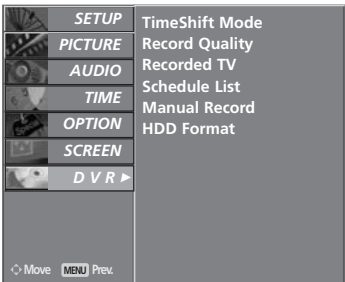 SETUP
PICTURE
AUDIO
TIME
OPTION
SCREEN
D V R ►
TimeShift Mode
Record Quality
Recorded TV
Schedule List
Manual Record
HDD Format
Move MENU Prev.